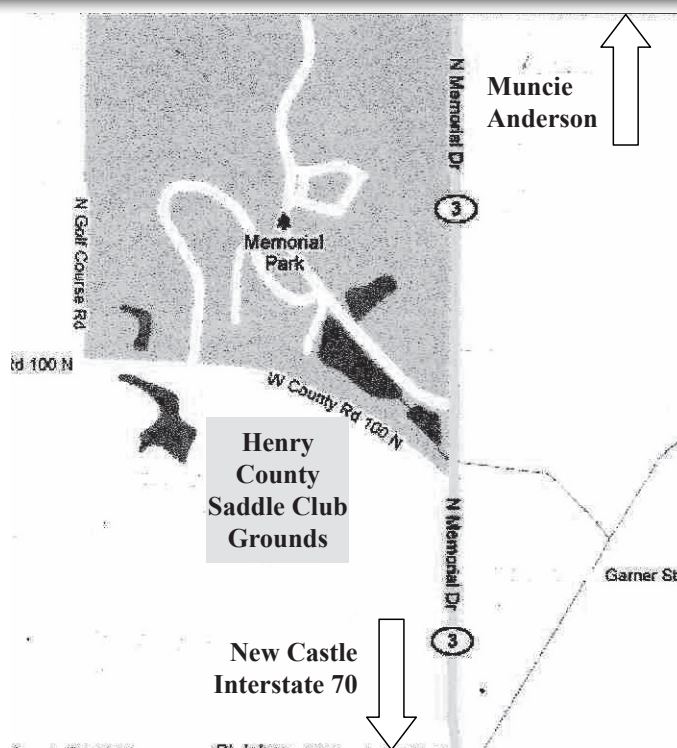 Muncie
Anderson
N Memorial Dr
3
N Golf Course Rd
Memorial
Park
Rd 100 N
W County Rd 100 N
Henry
County
Saddle Club
Grounds
N Memorial Dr
Garner St
3
New Castle
Interstate 70